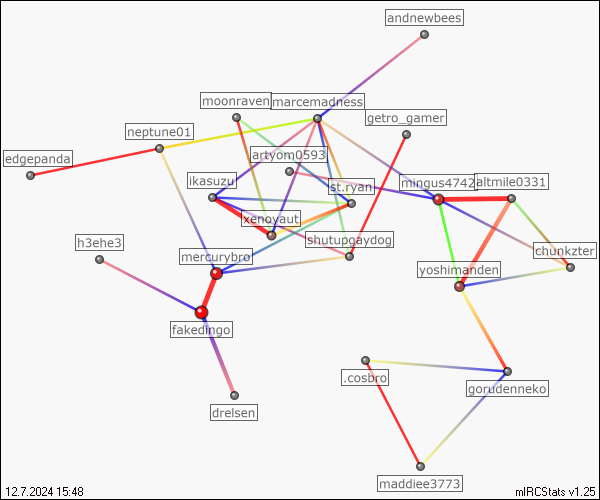 andnewbees
moonraven
marcemadness
getro_gamer
neptune01
edgepanda
artyom0593
ikasuzu
st.ryan
mingus4742
altmile0331
xenoyaut
h3ehe3
shutupgaydog
chunkzter
mercurybro
yoshimanden
fakedingo
.cosbro
gorudenneko
drelsen
maddiee3773
12.7.2024 15:48
mIRCStats v1.25